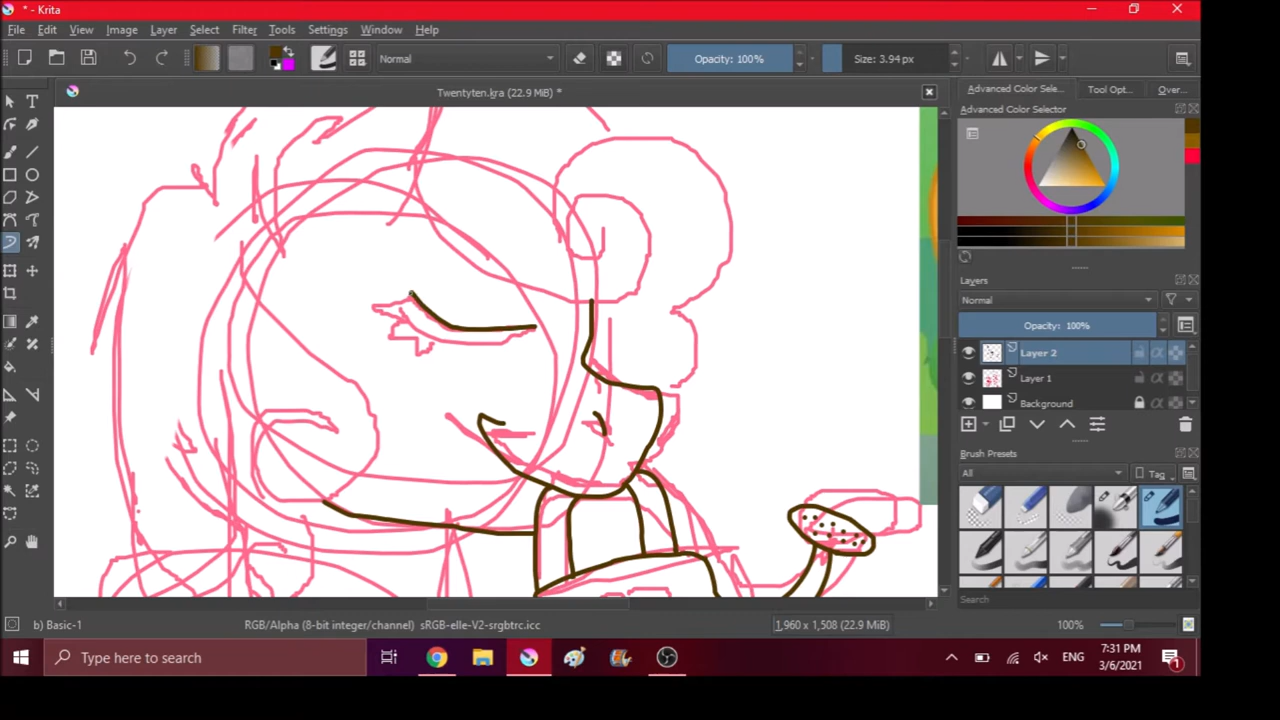 * - Krita
File Edit View Image Layer Select Filter Tools Settings Window Help
Normal Opacity: 100% Size: 3.94 px
Twentyten.kra (22.9 MiB) *
Advanced Color Sele... Tool Opt... Over...
Advanced Color Selector
Layers
Normal
Opacity: 100%
Layer 2
Layer 1
Background
Brush Presets
All Tag
Search
b) Basic-1 RGB/Alpha (8-bit integer/channel) sRGB-elle-V2-srgbtrc.icc 1,960 x 1,508 (22.9 MiB) 100%
Type here to search ENG 7:31 PM
3/6/2021 1